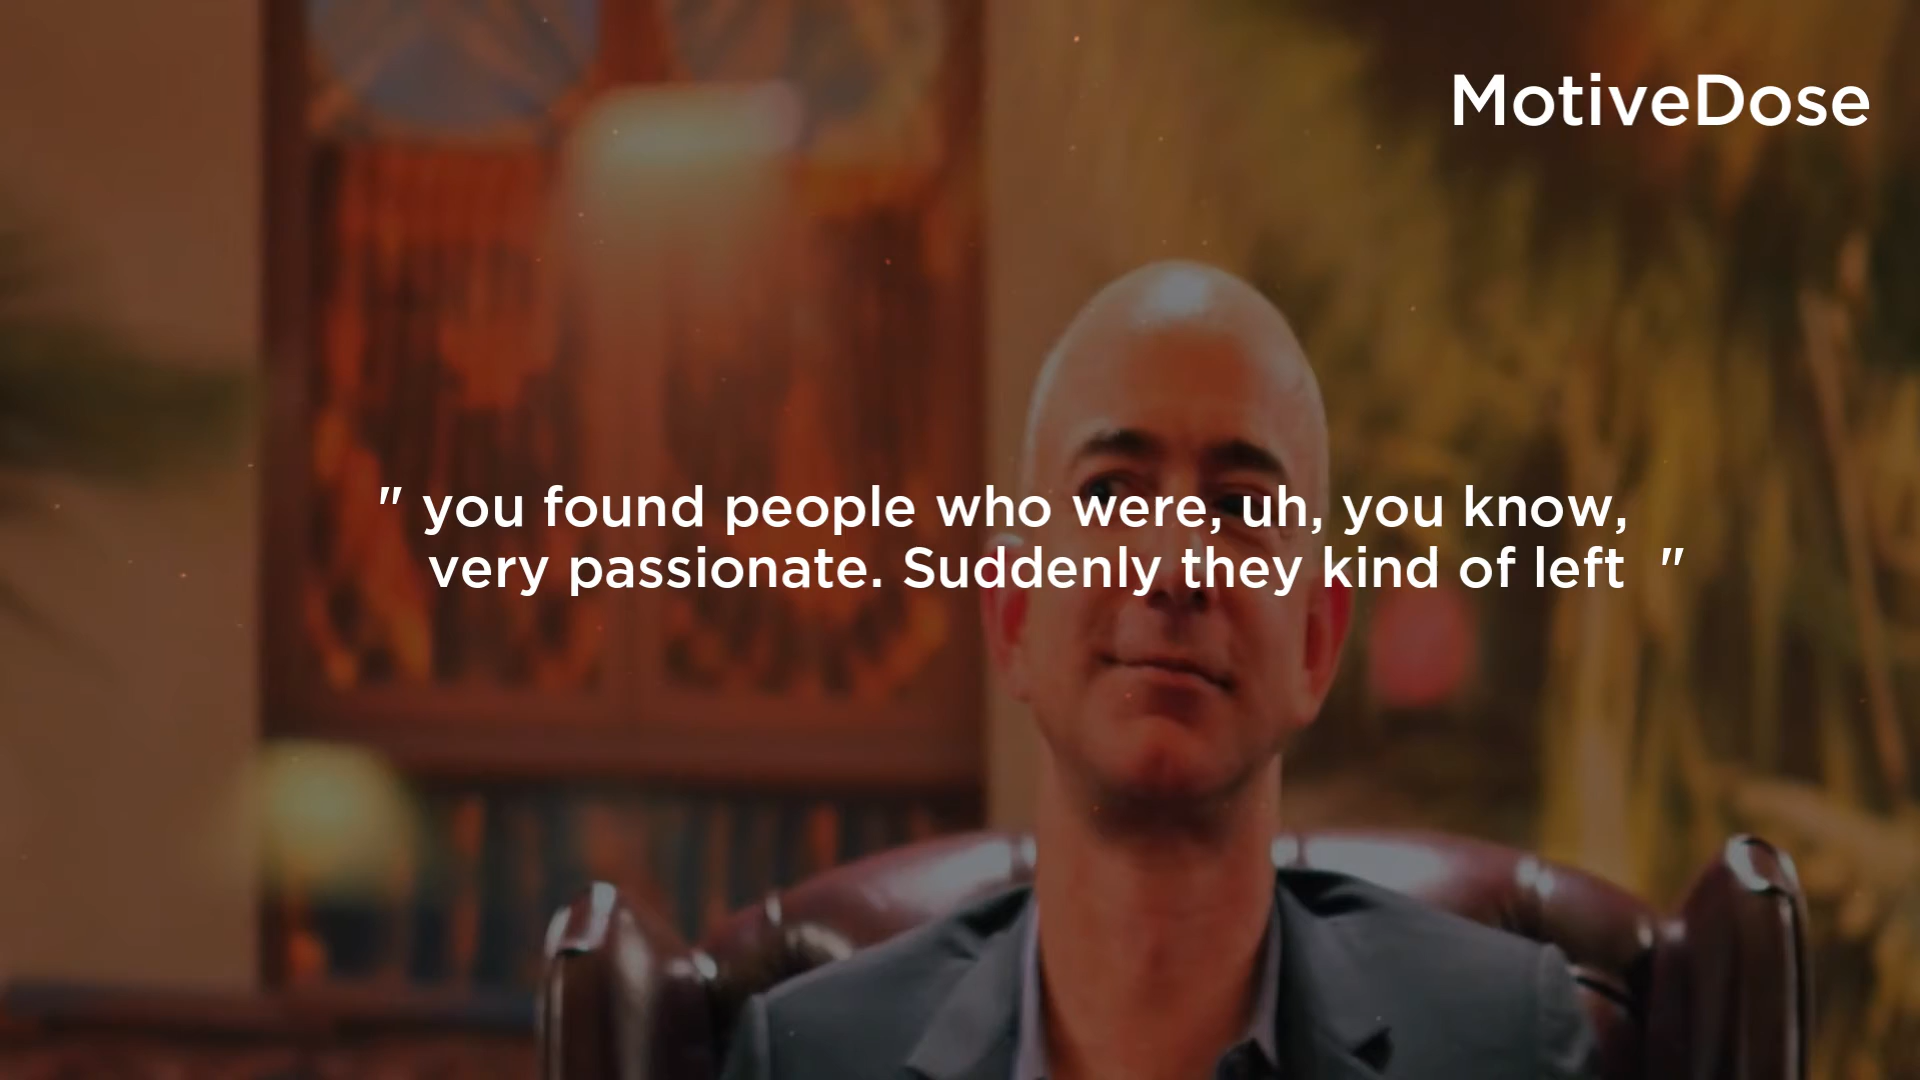 MotiveDose
" you found people who were, uh, you know,
very passionate. Suddenly they kind of left "